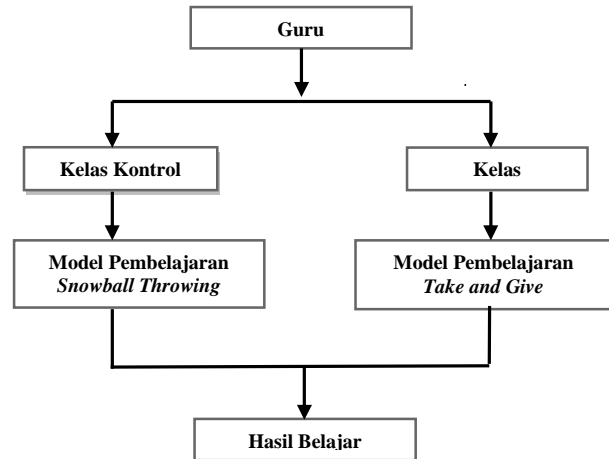 Guru
Kelas Kontrol
Kelas
Model Pembelajaran
Snowball Throwing
Model Pembelajaran
Take and Give
Hasil Belajar